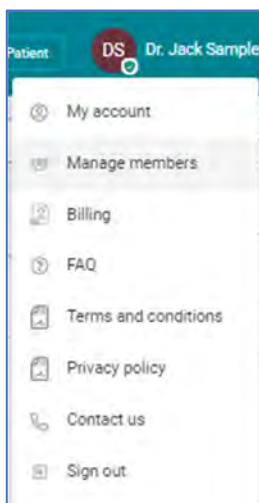 Patient
DS Dr. Jack Sample
My account
Manage members
Billing
FAQ
Terms and conditions
Privacy policy
Contact us
Sign out